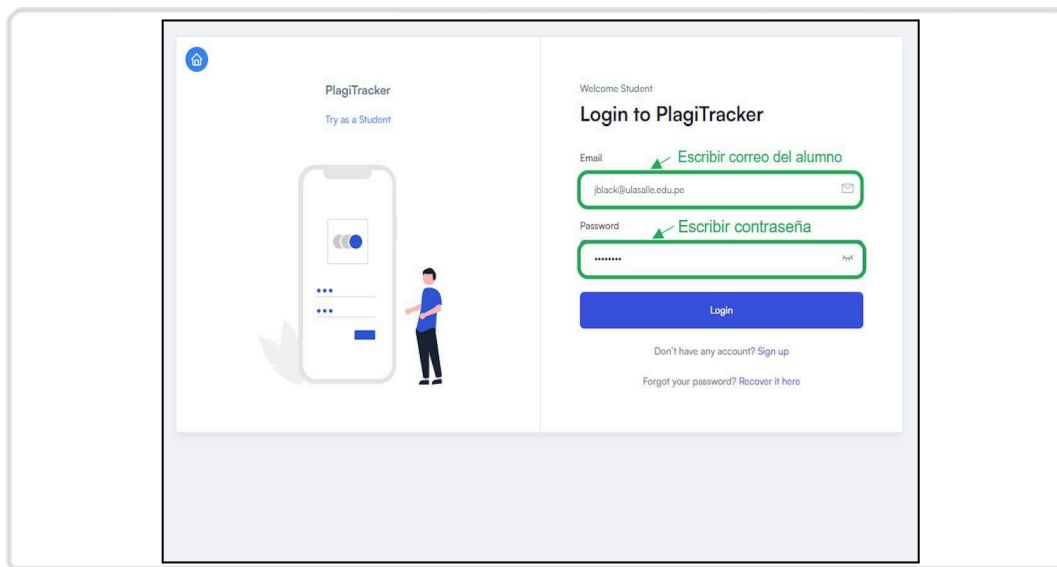 PlagiTracker
Try as a Student
Welcome Student
Login to PlagiTracker
Email
Escribir correo del alumno
jblack@ulasalle.edu.pe
Password
Escribir contraseña
••••••••
Login
Don't have any account? Sign up
Forgot your password? Recover it here